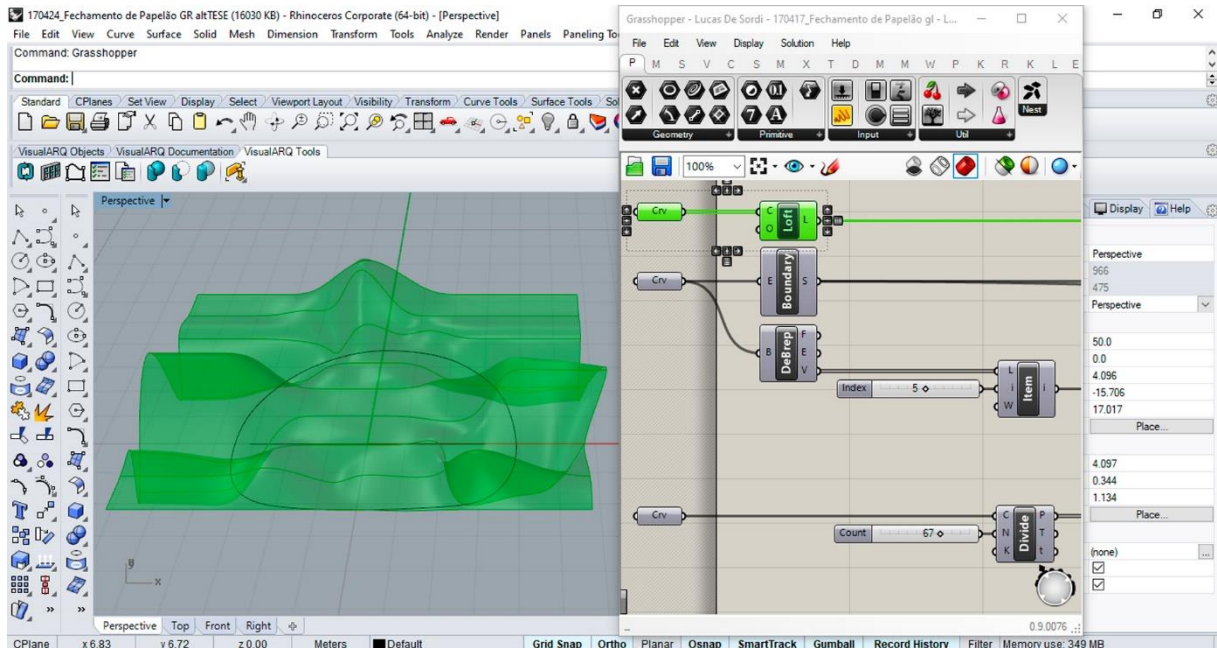 170424_Fechamento de Papelão GR altTESE (16030 KB) - Rhinoceros Corporate (64-bit) - [Perspective]
File Edit View Curve Surface Solid Mesh Dimension Transform Tools Analyze Render Panels Paneling To
Command: Grasshopper
Command:
Standard CPlanes Set View Display Select Viewport Layout Visibility Transform Curve Tools Surface Tools So
VisualARQ Objects VisualARQ Documentation VisualARQ Tools
Perspective
y
x
Perspective Top Front Right
CPlane x 6.83 y 6.72 z 0.00 Meters Default Grid Snap Ortho Planar Osnap SmartTrack Gumball Record History Filter Memory use: 349 MB
Grasshopper - Lucas De Sordi - 170417_Fechamento de Papelão gl - L...
File Edit View Display Solution Help
P M S V C S M X T D M M W P K R K L E
Geometry Primitive Input Util
Nest
100%
Crv C O Loft L
Crv E Boundary S
B DeBrep F E V
Index 5 L i W Item i
Crv Count 67 C N K Divide P T t
0.9.0076
Display Help
Perspective
966
475
Perspective
50.0
0.0
4.096
-15.706
17.017
Place...
4.097
0.344
1.134
Place...
(none) ...